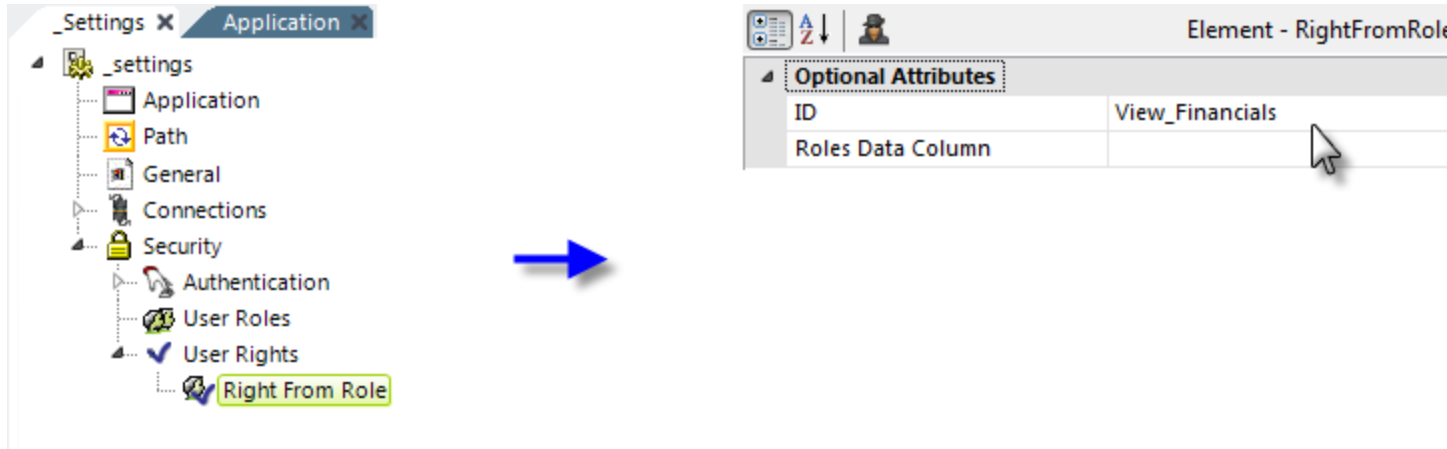 _Settings
Application
_settings
Application
Path
General
Connections
Security
Authentication
User Roles
User Rights
Right From Role
Element - RightFromRole
Optional Attributes
ID View_Financials
Roles Data Column